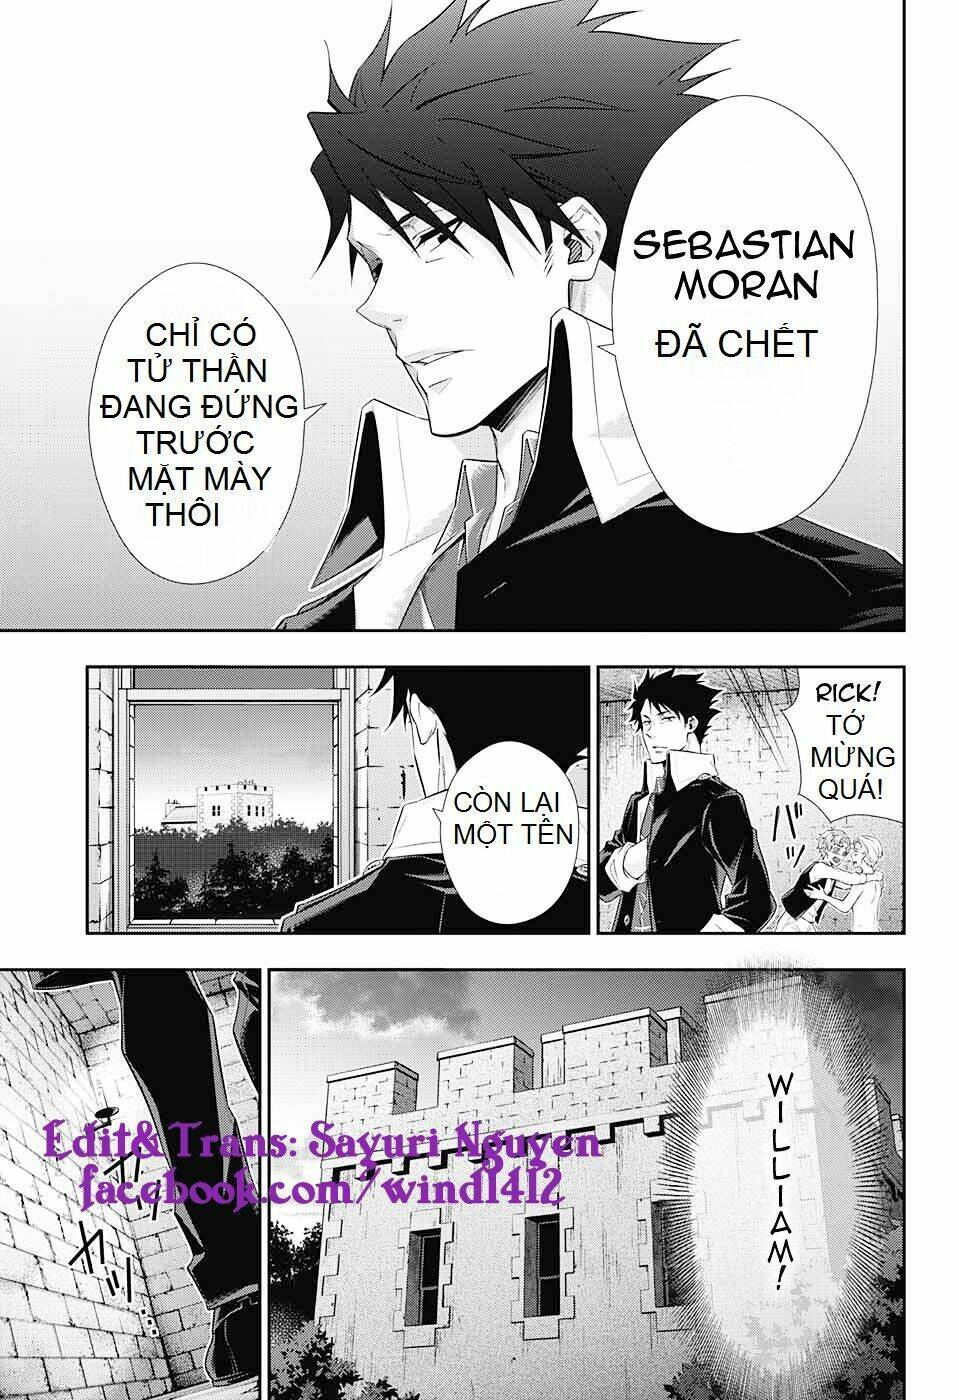 SEBASTIAN
MORAN
ĐÃ CHẾT
CHỈ CÓ
TỬ THẦN
ĐANG ĐỨNG
TRƯỚC
MẶT MÀY
THÔI
RICK!
TỚ
MỪNG
QUÁ!
CÒN LẠI
MỘT TÊN
WILLIAM!
Edit& Trans: Sayuri Nguyen
facebook.com/wind1412